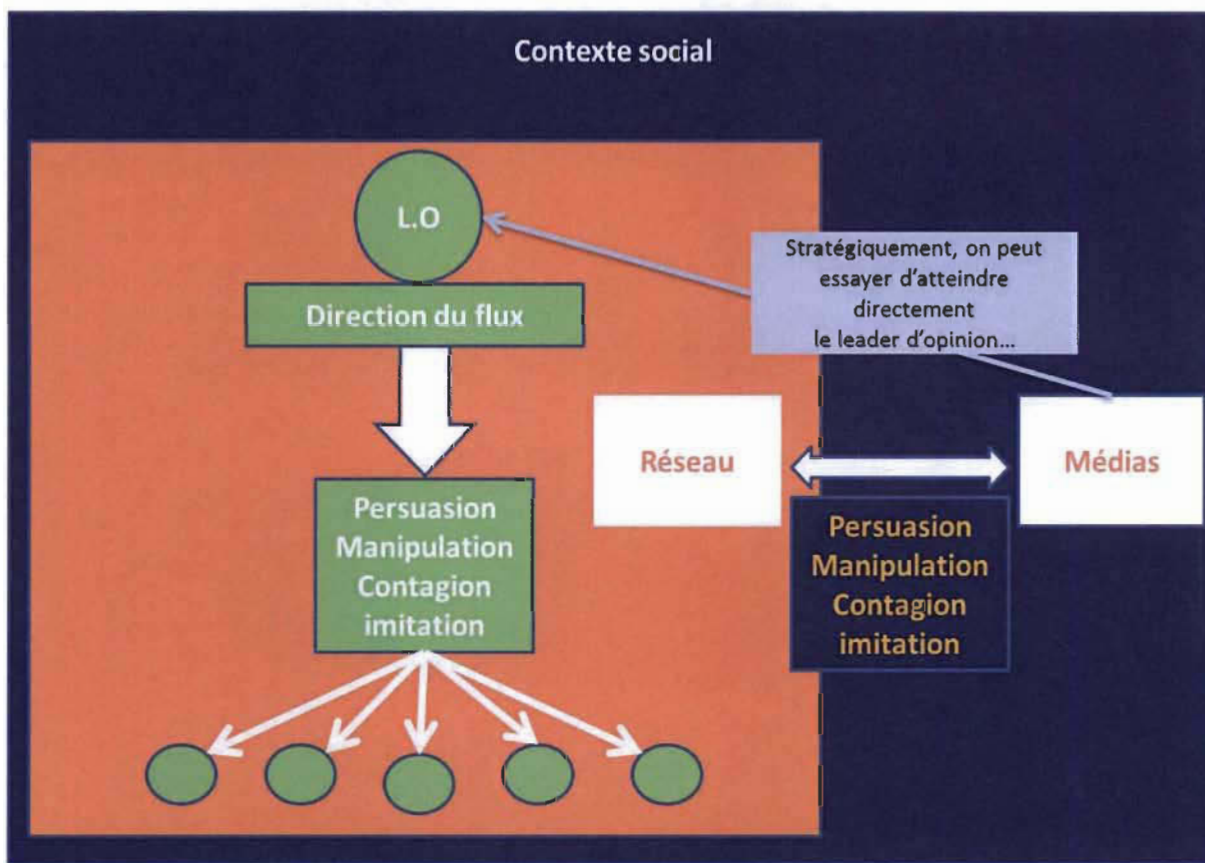 Contexte social
L.O
Direction du flux
Stratégiquement, on peut
essayer d'atteindre
directement
le leader d'opinion...
Réseau
Médias
Persuasion
Manipulation
Contagion
imitation
Persuasion
Manipulation
Contagion
imitation